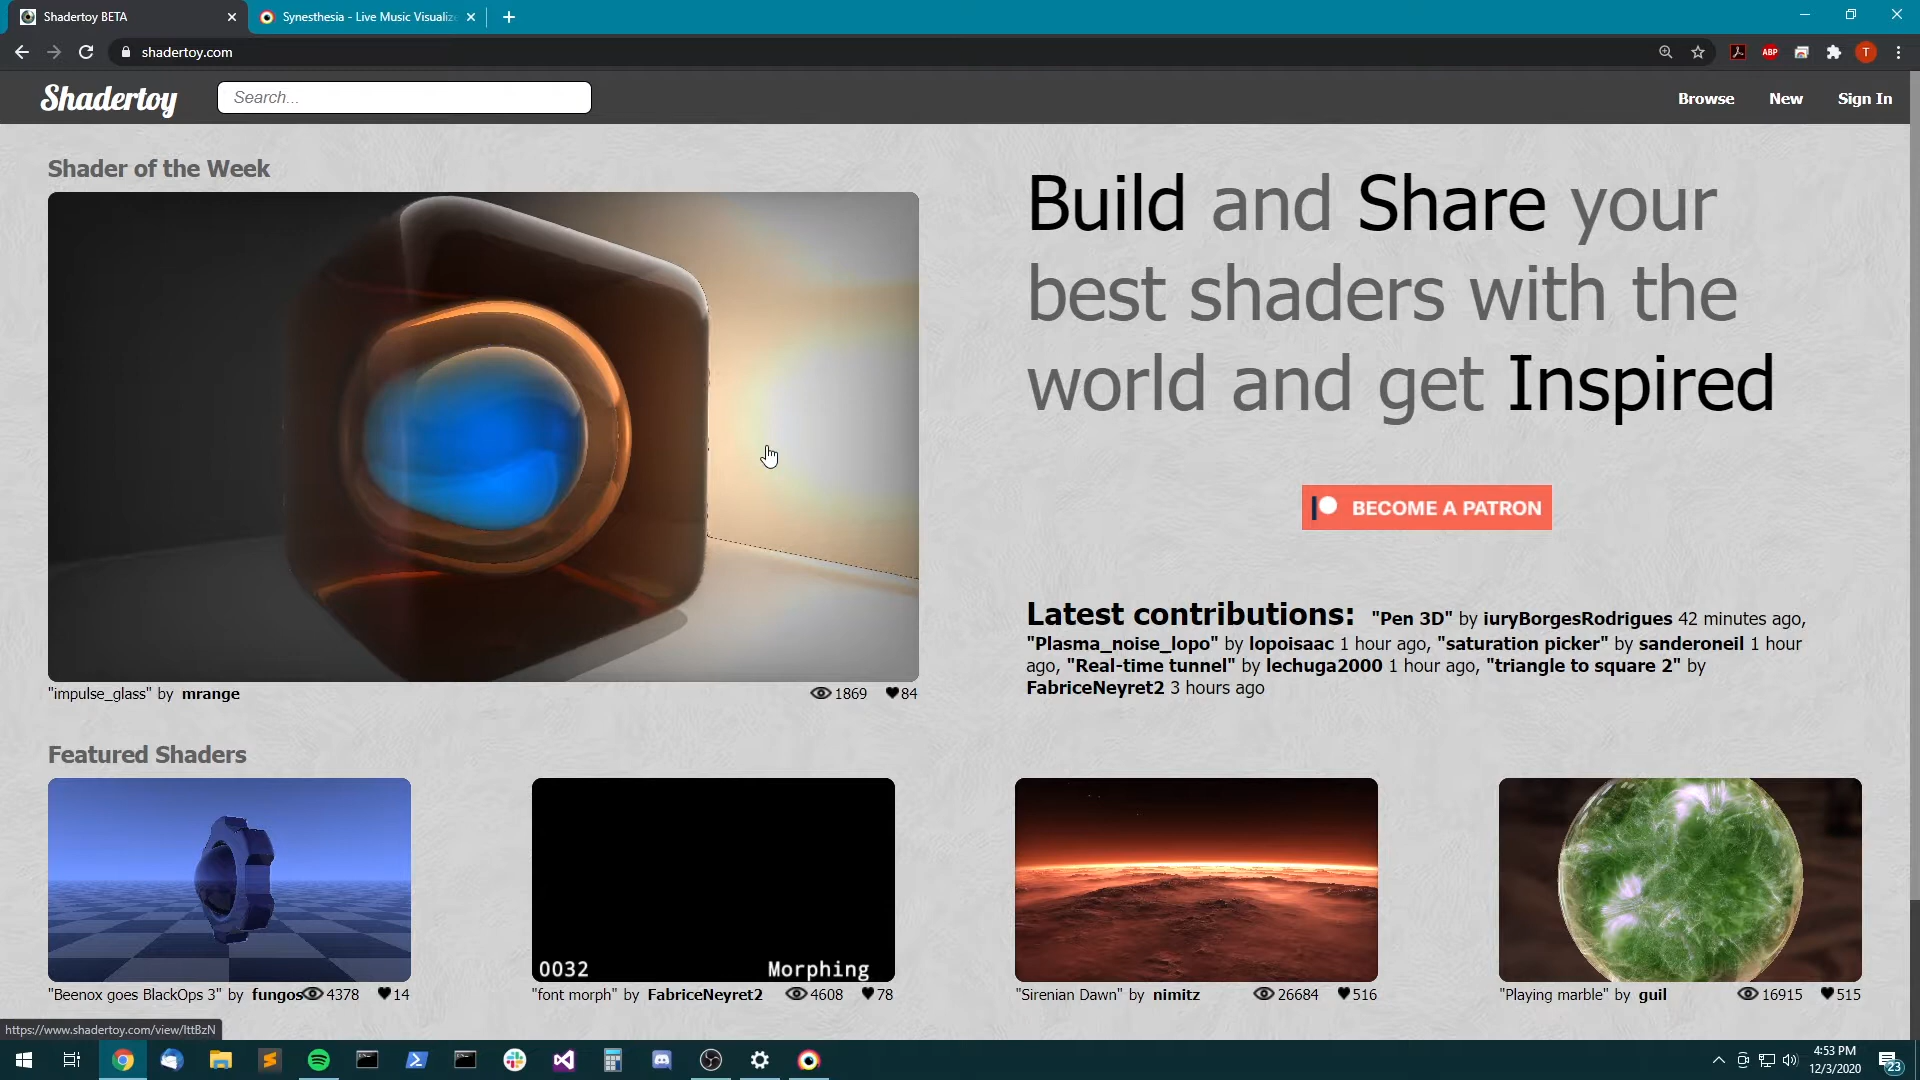 Shadertoy BETA
Synesthesia - Live Music Visualiz
shadertoy.com
ABP
T
Shadertoy
Search...
Browse
New
Sign In
Shader of the Week
Build and Share your
best shaders with the
world and get Inspired
BECOME A PATRON
Latest contributions: "Pen 3D" by iuryBorgesRodrigues 42 minutes ago,
"Plasma_noise_lopo" by lopoisaac 1 hour ago, "saturation picker" by sanderoneil 1 hour
ago, "Real-time tunnel" by lechuga2000 1 hour ago, "triangle to square 2" by
FabriceNeyret2 3 hours ago
"impulse_glass" by mrange 1869 84
Featured Shaders
0032 Morphing
"Beenox goes BlackOps 3" by fungos 4378 14
"font morph" by FabriceNeyret2 4608 78
"Sirenian Dawn" by nimitz 26684 516
"Playing marble" by guil 16915 515
https://www.shadertoy.com/view/lttBzN
4:53 PM
12/3/2020
23